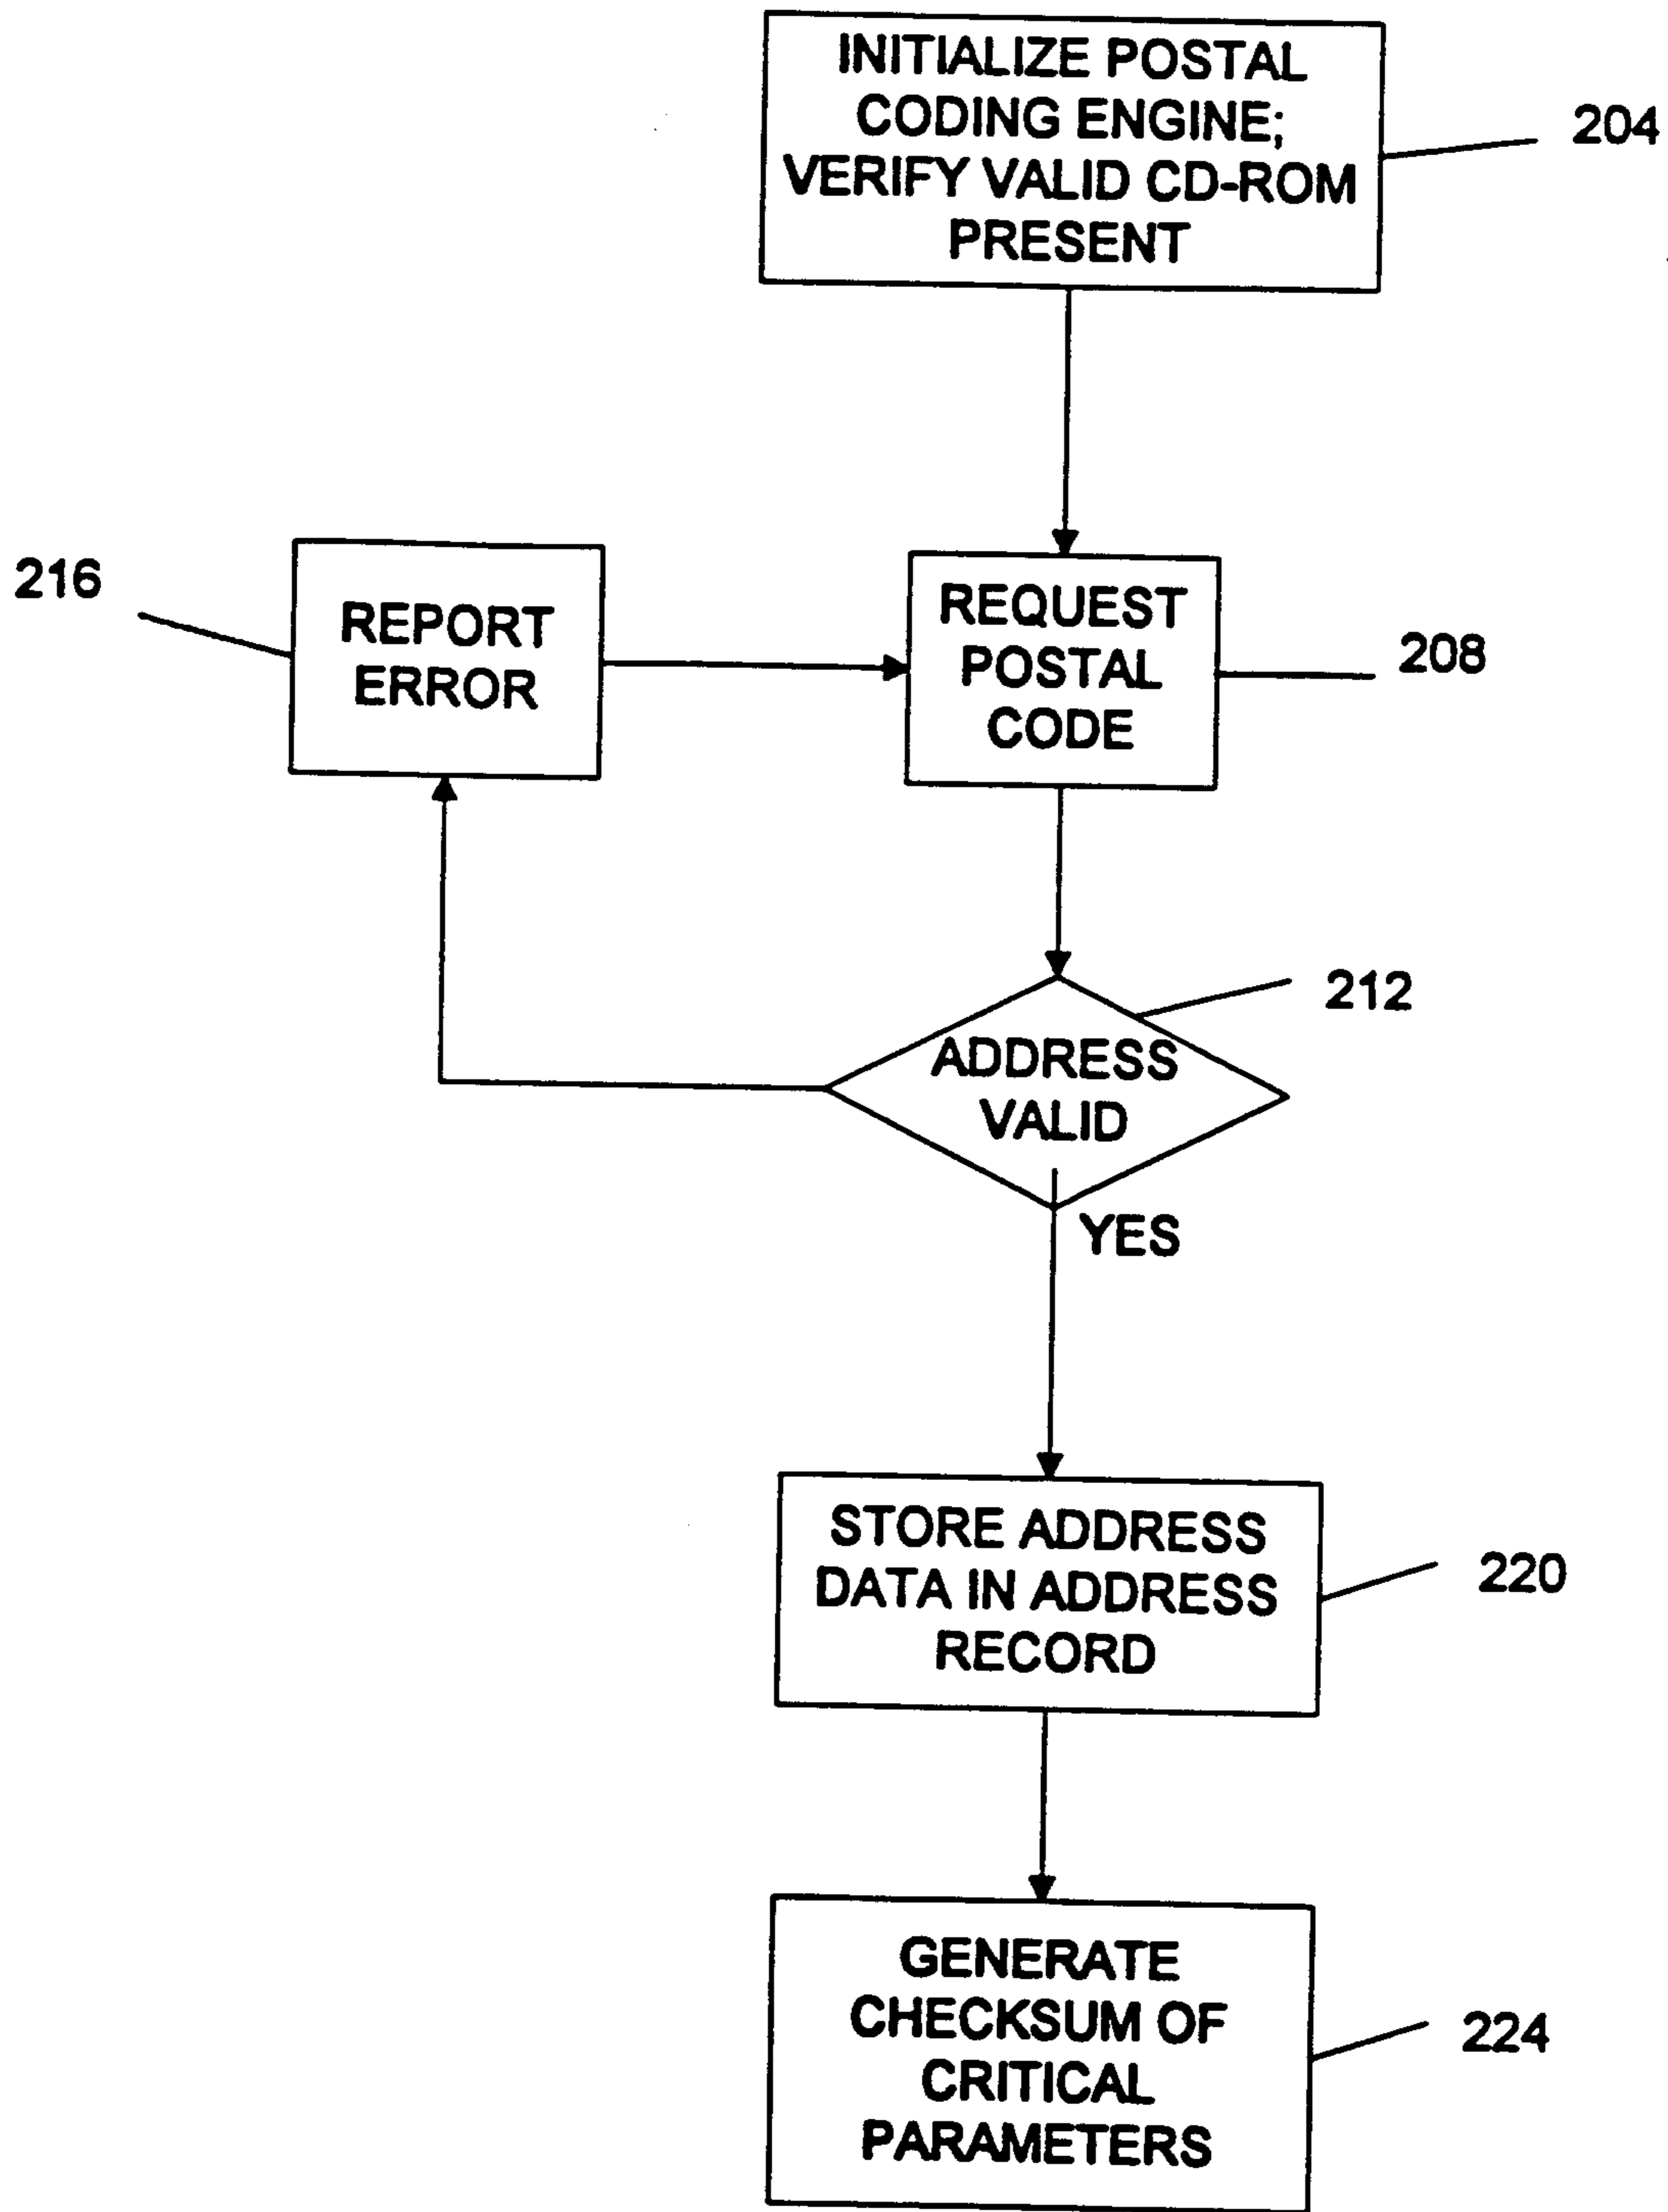 INITIALIZE POSTAL
CODING ENGINE;
VERIFY VALID CD-ROM
PRESENT
204
216
REPORT
ERROR
REQUEST
POSTAL
CODE
208
212
ADDRESS
VALID
YES
STORE ADDRESS
DATA IN ADDRESS
RECORD
220
GENERATE
CHECKSUM OF
CRITICAL
PARAMETERS
224